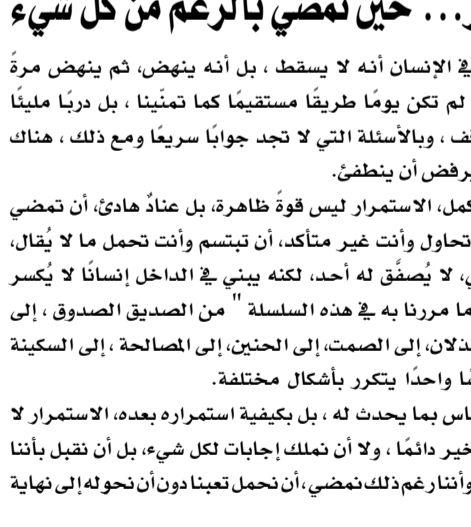 ... حين نمضي بالرغم من كل شيء
في الإنسان أنه لا يسقط ، بل أنه ينهض، ثم ينهض مرةً
لم تكن يومًا طريقًا مستقيمًا كما تمنّينا ، بل دربًا مليئًا
، وبالأسئلة التي لا تجد جوابًا سريعًا ومع ذلك ، هناك
يرفض أن ينطفئ.
الاستمرار ليس قوةً ظاهرة، بل عنادٌ هادئ، أن تمضي
تحاول وأنت غير متأكد، أن تبتسم وأنت تحمل ما لا يُقال،
لا يُصفَّق له أحد، لكنه يبني في الداخل إنسانًا لا يُكسر
ما مررنا به في هذه السلسلة " من الصديق الصدوق ، إلى
إلى الصمت، إلى الحنين، إلى المصالحة ، إلى السكينة
واحدًا يتكرر بأشكال مختلفة.
بما يحدث له ، بل بكيفية استمراره بعده، الاستمرار لا
دائمًا ، ولا أن نملك إجابات لكل شيء، بل أن نقبل بأننا
وأننا رغم ذلك نمضي، أن نحمل تعبنا دون أن نحوله إلى نهاية